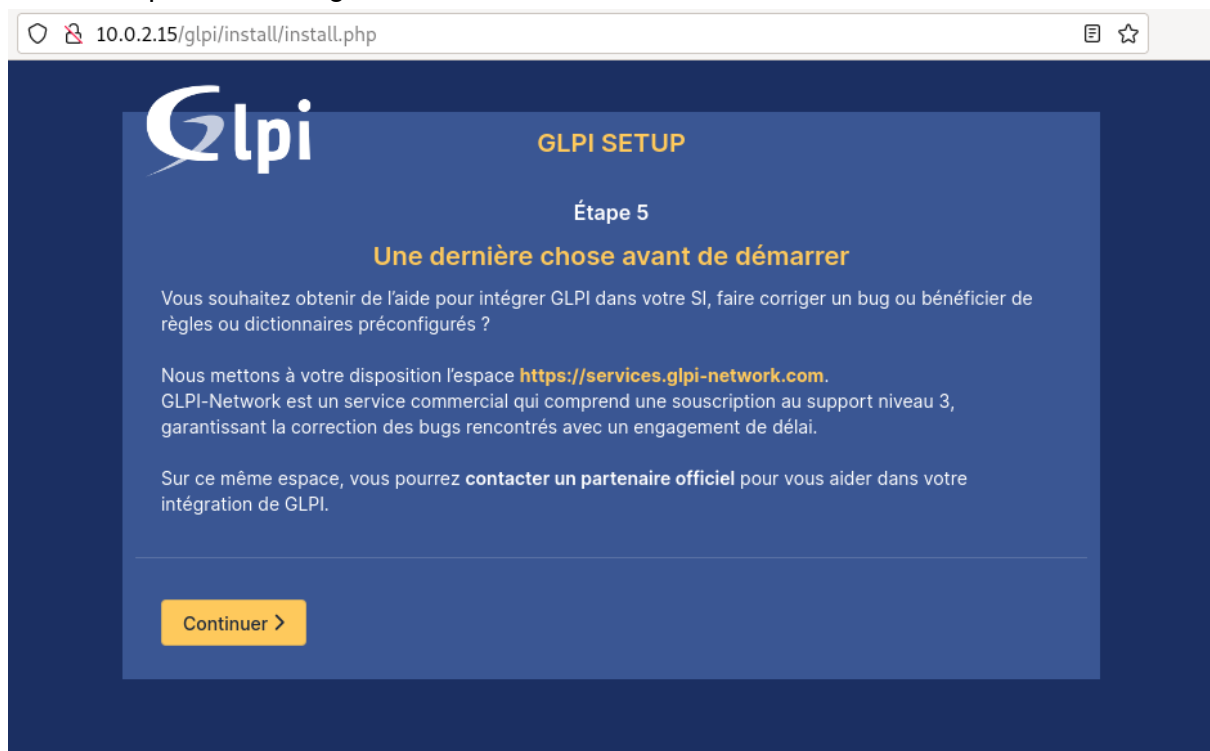 10.0.2.15/glpi/install/install.php
Glpi
GLPI SETUP
Étape 5
Une dernière chose avant de démarrer
Vous souhaitez obtenir de l’aide pour intégrer GLPI dans votre SI, faire corriger un bug ou bénéficier de
règles ou dictionnaires préconfigurés ?
Nous mettons à votre disposition l’espace https://services.glpi-network.com.
GLPI-Network est un service commercial qui comprend une souscription au support niveau 3,
garantissant la correction des bugs rencontrés avec un engagement de délai.
Sur ce même espace, vous pourrez contacter un partenaire officiel pour vous aider dans votre
intégration de GLPI.
Continuer